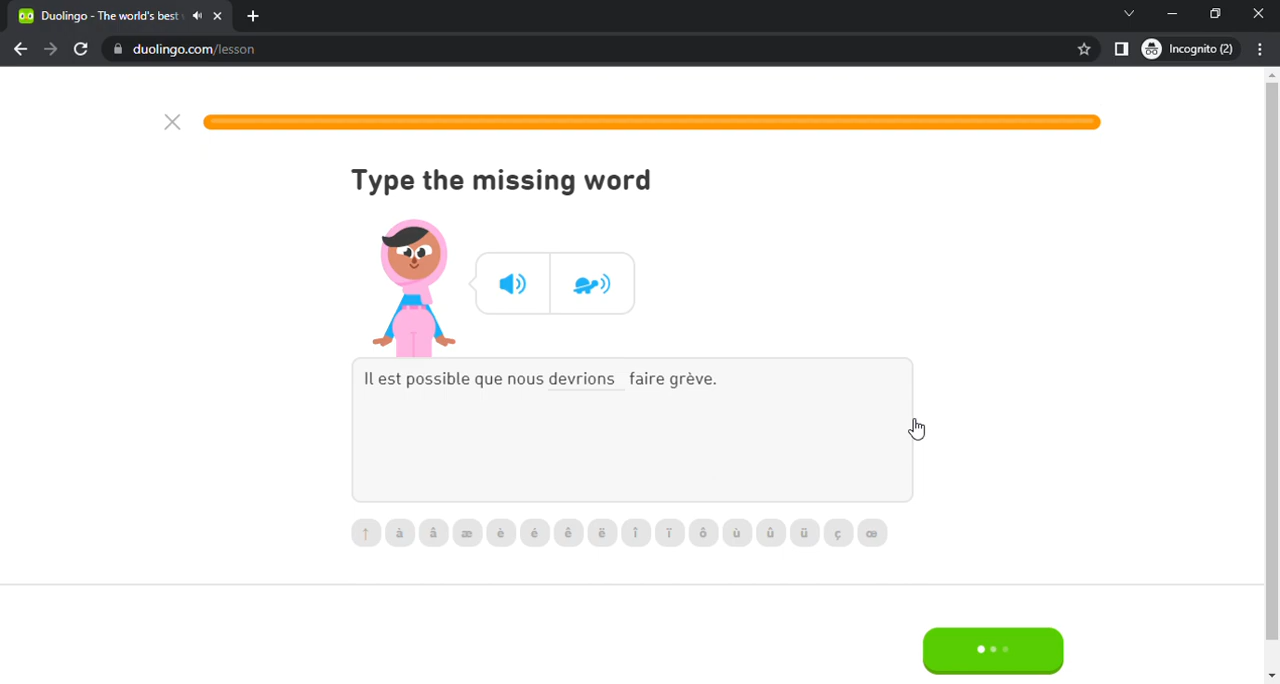 Duolingo - The world's best
duolingo.com/lesson
Incognito (2)
Type the missing word
Il est possible que nous devrions faire grève.
↑ à â æ è é ê ë î ï ô ù û ü ç œ